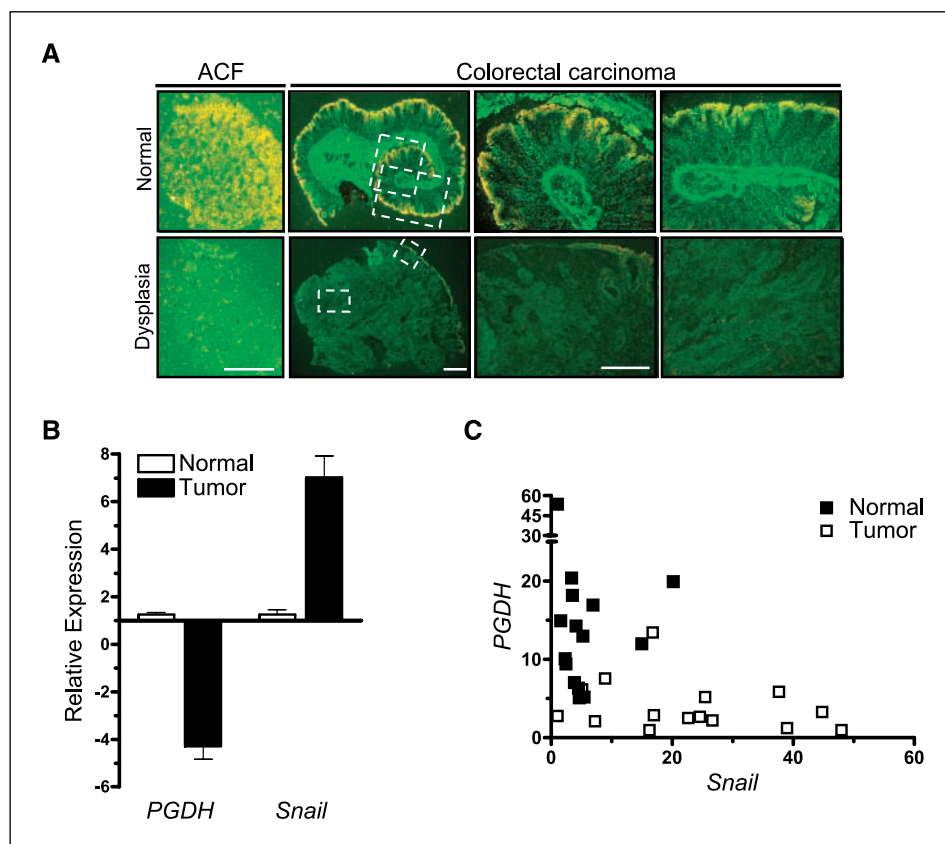 A
ACF
Colorectal carcinoma
Normal
Dysplasia
B
8
6
4
2
0
-2
-4
-6
Relative Expression
Normal
Tumor
PGDH
Snail
C
60
45
30
20
10
0
PGDH
Normal
Tumor
0
20
40
60
Snail